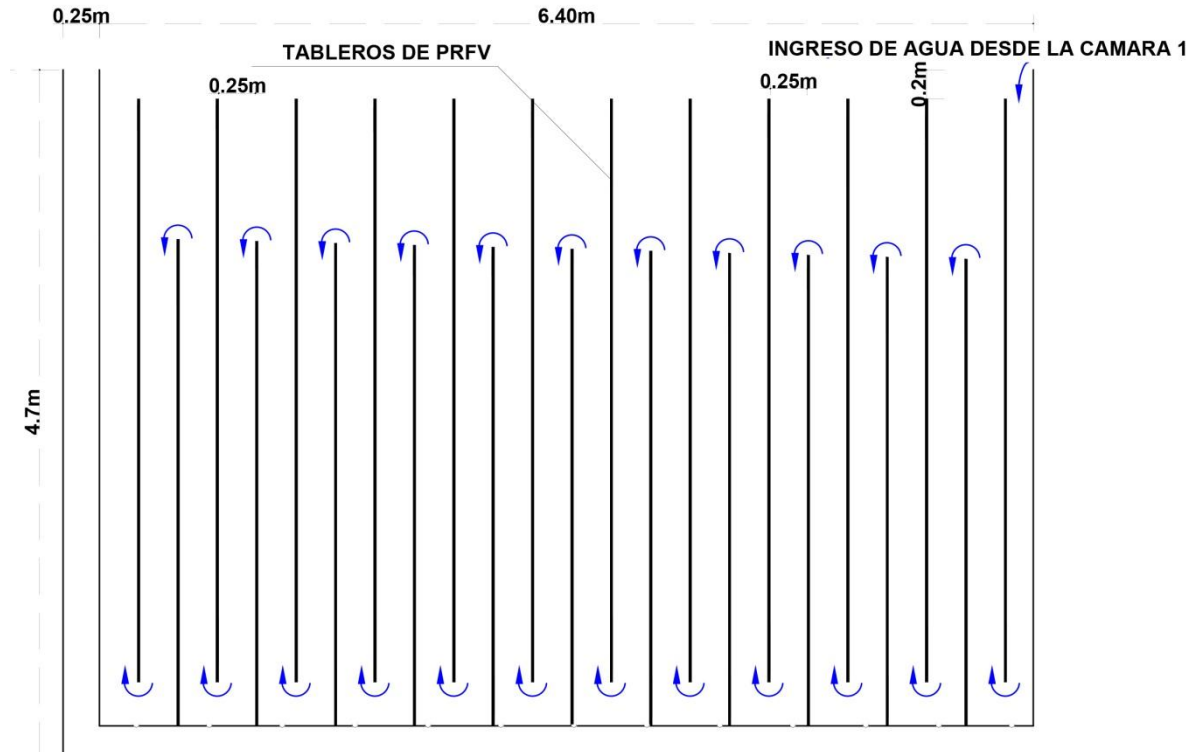 0.25m
6.40m
TABLEROS DE PRFV
INGRESO DE AGUA DESDE LA CAMARA 1
0.25m
0.25m
0.2m
4.7m